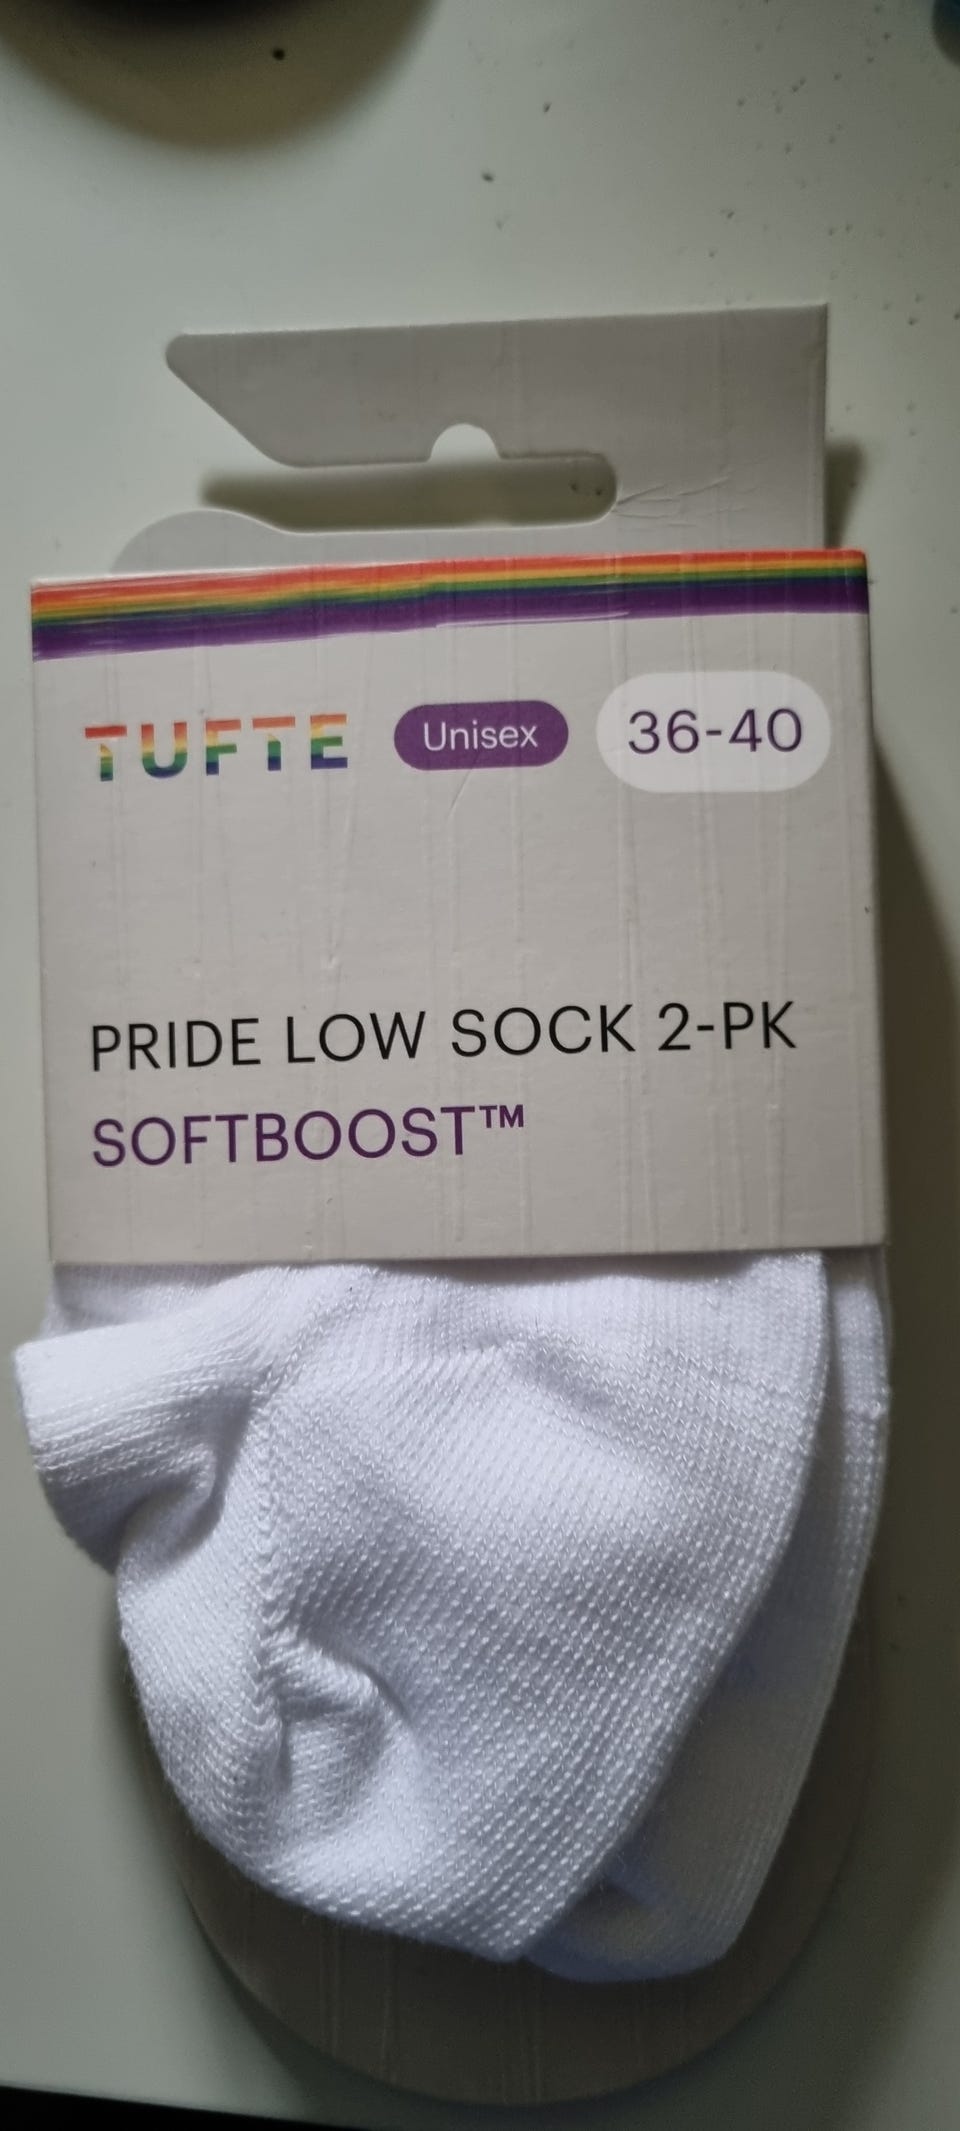 TUFTE Unisex 36-40
PRIDE LOW SOCK 2-PK
SOFTBOOST™